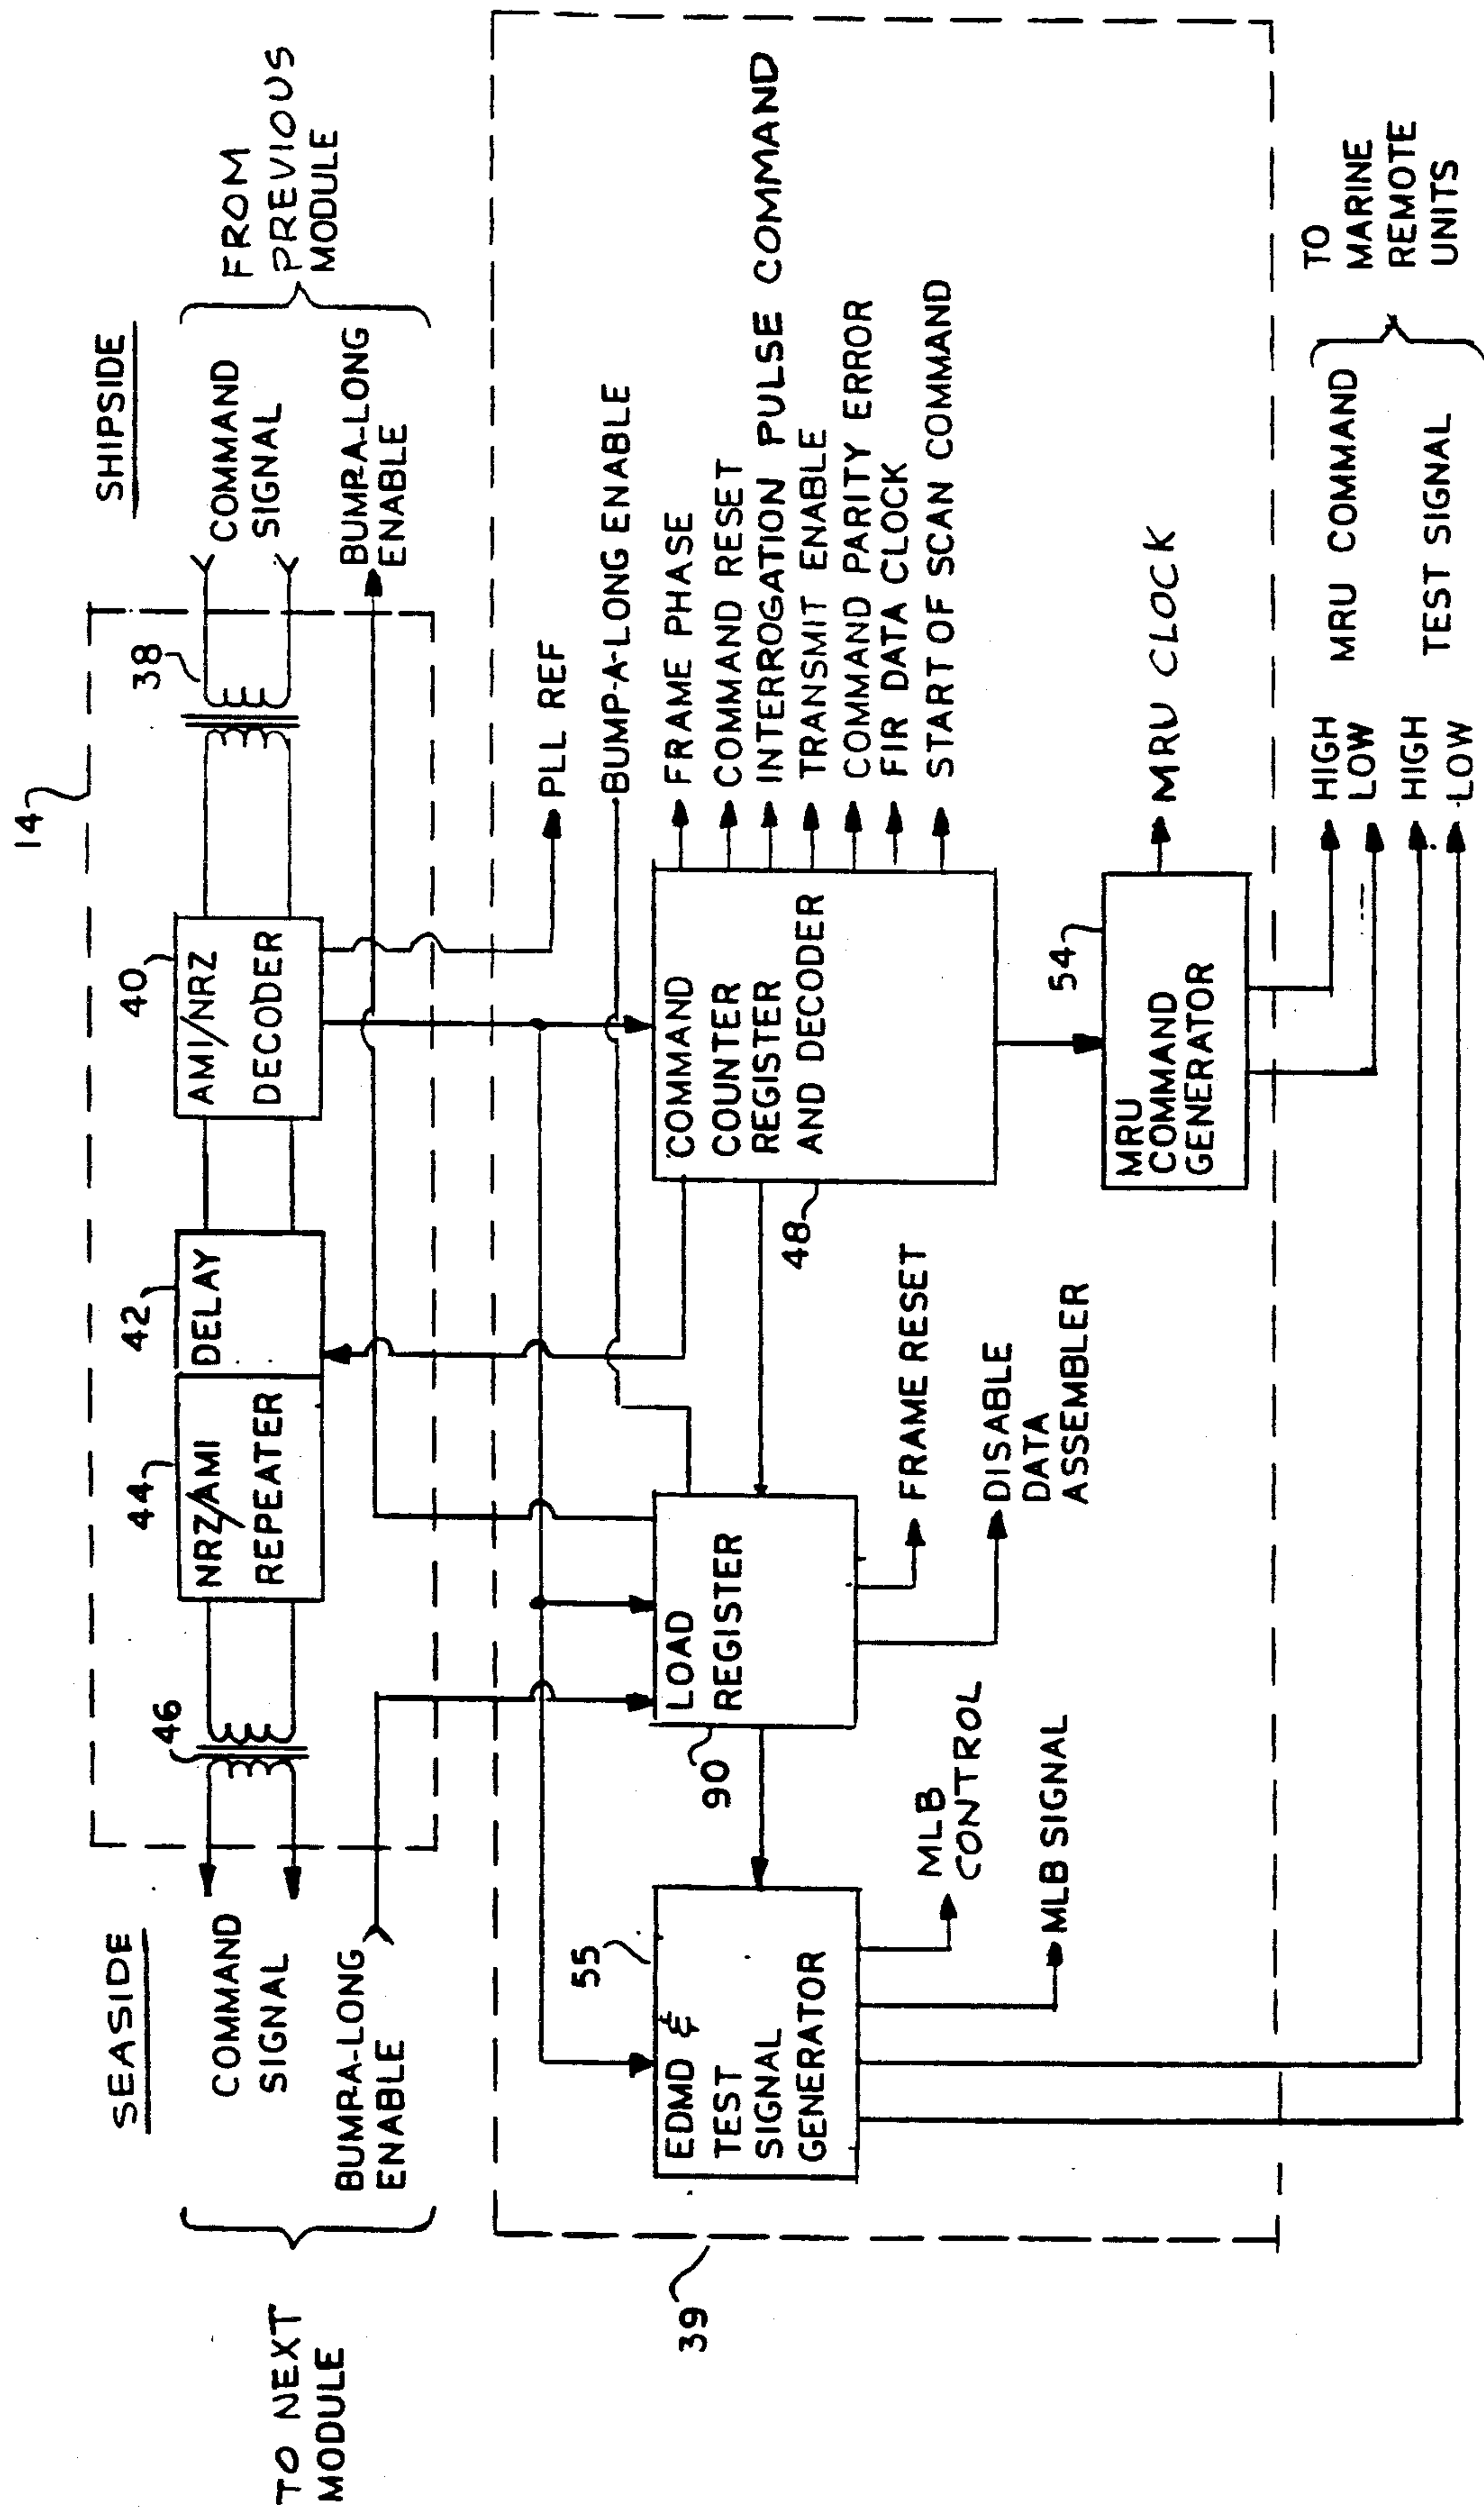 SEASIDE
14
SHIPSIDE
TO NEXT
MODULE
COMMAND
SIGNAL
46
44
NRZ/AMI
REPEATER
42
DELAY
40
AMI/NRZ
DECODER
38
COMMAND
SIGNAL
FROM
PREVIOUS
MODULE
BUMP-A-LONG
ENABLE
BUMP-A-LONG
ENABLE
PLL REF
BUMP-A-LONG ENABLE
39
55
EDMD &
TEST
SIGNAL
GENERATOR
90
LOAD
REGISTER
48
COMMAND
COUNTER
REGISTER
AND DECODER
FRAME PHASE
COMMAND RESET
INTERROGATION PULSE COMMAND
TRANSMIT ENABLE
COMMAND PARITY ERROR
FIR DATA CLOCK
START OF SCAN COMMAND
MLB
CONTROL
MLB SIGNAL
FRAME RESET
DISABLE
DATA
ASSEMBLER
54
MRU
COMMAND
GENERATOR
MRU CLOCK
HIGH
LOW
MRU COMMAND
HIGH
LOW
TEST SIGNAL
TO
MARINE
REMOTE
UNITS